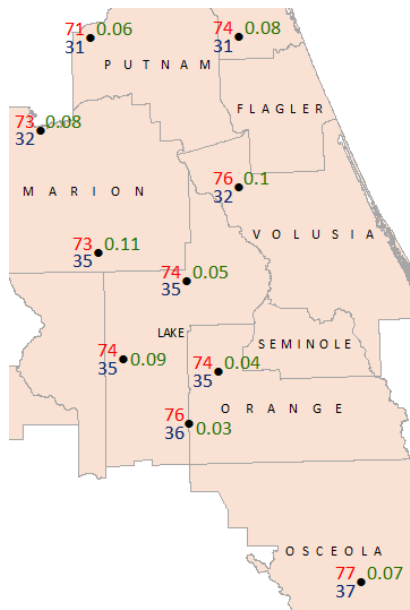 71 0.06
31
74 0.08
31
PUTNAM
FLAGLER
73 0.08
32
76 0.1
32
MARION
VOLUSIA
73 0.11
35
74 0.05
35
LAKE
SEMINOLE
74 0.09
35
74 0.04
35
ORANGE
76 0.03
36
OSCEOLA
77 0.07
37